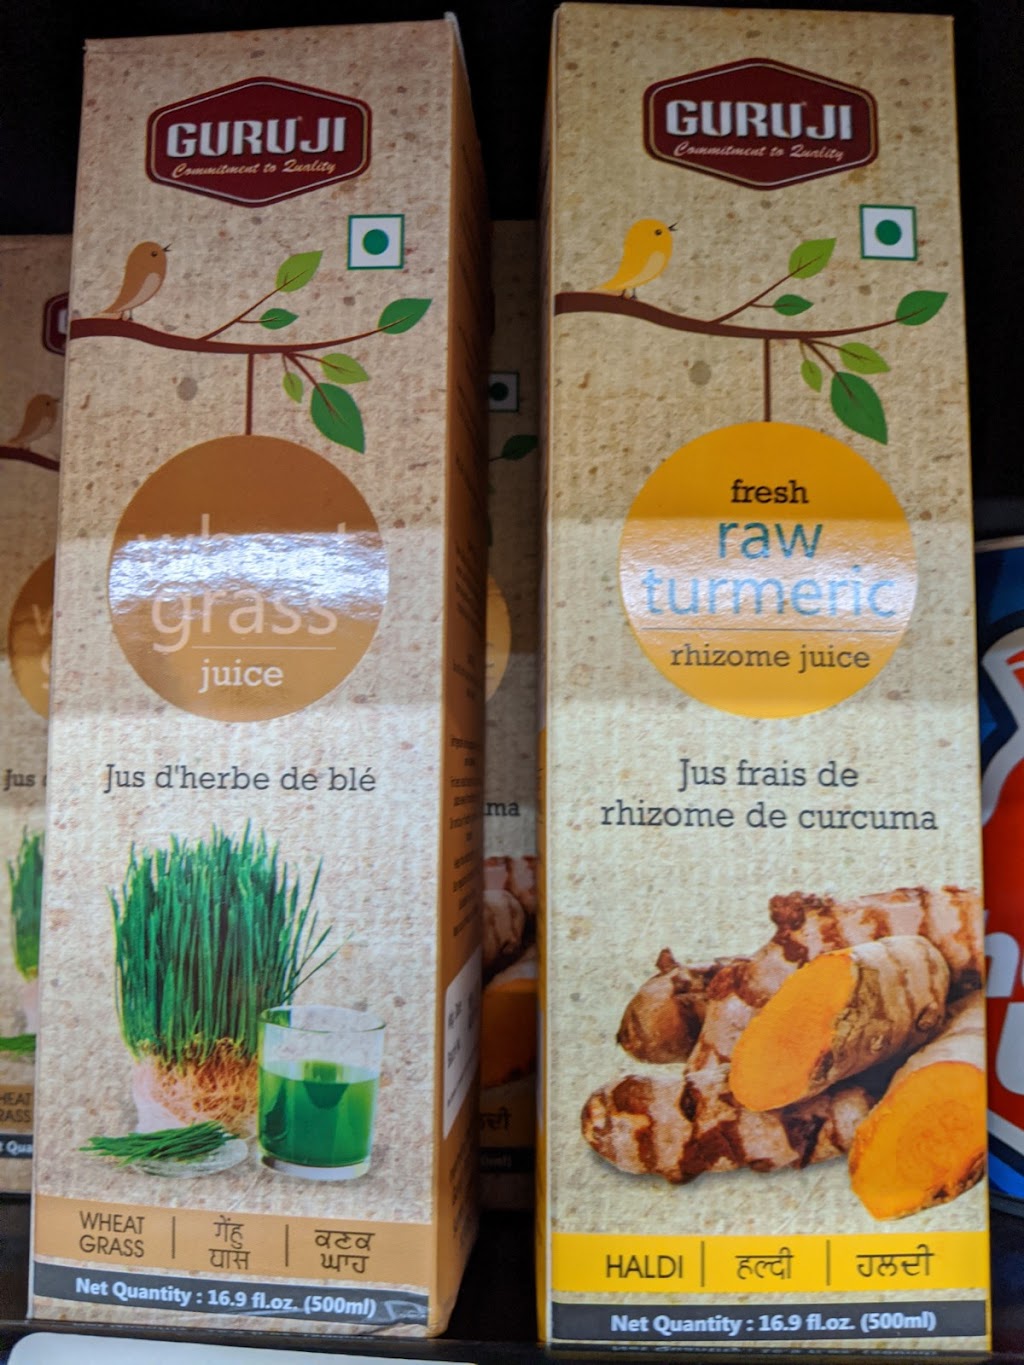 GURUJI
Commitment to Quality
wheat
grass
juice
Jus d'herbe de blé
WHEAT
GRASS
गेंहु
घास
ਕਣਕ
ਘਾਹ
Net Quantity : 16.9 fl.oz. (500ml)
GURUJI
Commitment to Quality
fresh
raw
turmeric
rhizome juice
Jus frais de
rhizome de curcuma
HALDI
हल्दी
ਹਲਦੀ
Net Quantity : 16.9 fl.oz. (500ml)